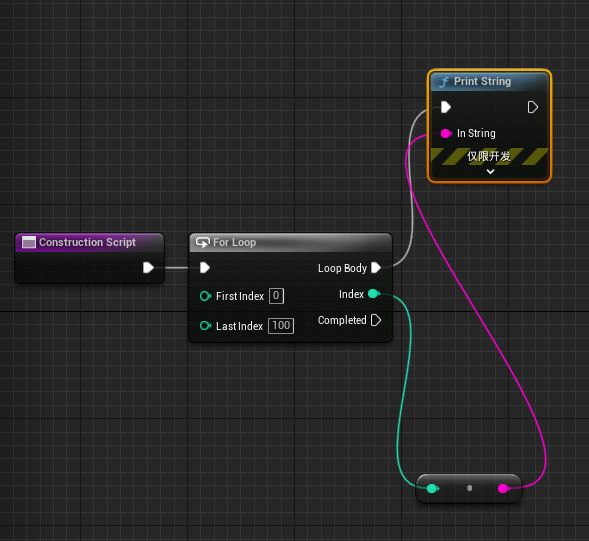 Print String
In String
仅限开发
Construction Script
For Loop
Loop Body
First Index 0
Index
Last Index 100
Completed